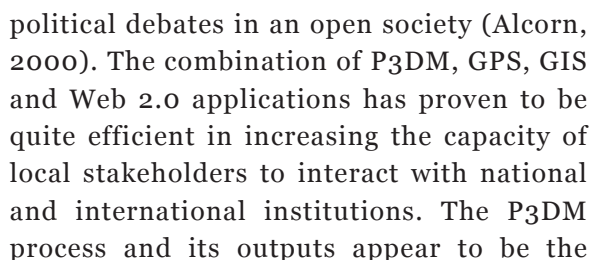 political debates in an open society (Alcorn,
2000). The combination of P3DM, GPS, GIS
and Web 2.0 applications has proven to be
quite efficient in increasing the capacity of
local stakeholders to interact with national
and international institutions. The P3DM
process and its outputs appear to be the